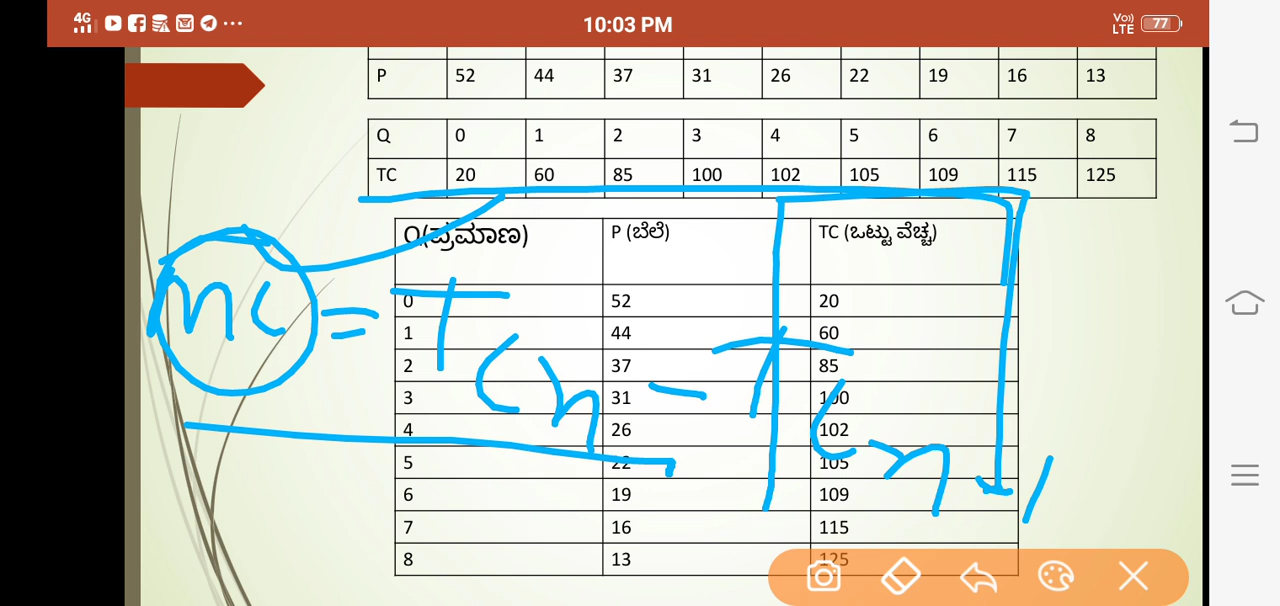 4G 10:03 PM Vo)) LTE 77
P 52 44 37 31 26 22 19 16 13
Q 0 1 2 3 4 5 6 7 8
TC 20 60 85 100 102 105 109 115 125
Q(ಪ್ರಮಾಣ) P (ಬೆಲೆ) TC (ಒಟ್ಟು ವೆಚ್ಚ)
0 52 20
1 44 60
2 37 85
3 31 100
4 26 102
5 22 105
6 19 109
7 16 115
8 13 125
mc = Tcn - Tcn-1